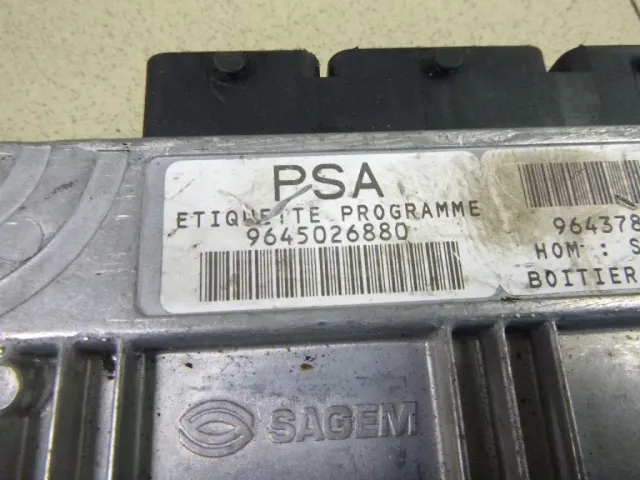 PSA
ETIQUETTE PROGRAMME
9645026880
964378
HOM : S
BOITIER
SAGEM